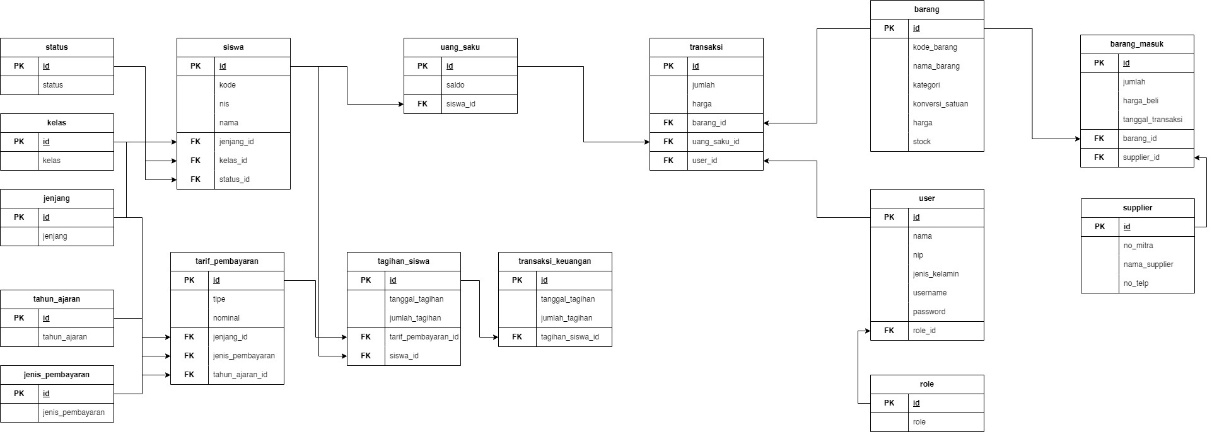 status
PK id
status
kelas
PK id
kelas
jenjang
PK id
jenjang
tahun_ajaran
PK id
tahun_ajaran
jenis_pembayaran
PK id
jenis_pembayaran
siswa
PK id
kode
nis
nama
FK jenjang_id
FK kelas_id
FK status_id
tarif_pembayaran
PK id
tipe
nominal
FK jenjang_id
FK jenis_pembayaran
FK tahun_ajaran_id
uang_saku
PK id
saldo
FK siswa_id
tagihan_siswa
PK id
tanggal_tagihan
jumlah_tagihan
FK tarif_pembayaran_id
FK siswa_id
transaksi_keuangan
PK id
tanggal_tagihan
jumlah_tagihan
FK tagihan_siswa_id
transaksi
PK id
jumlah
harga
FK barang_id
FK uang_saku_id
FK user_id
barang
PK id
kode_barang
nama_barang
kategori
konversi_satuan
harga
stock
user
PK id
nama
nip
jenis_kelamin
username
password
FK role_id
role
PK id
role
barang_masuk
PK id
jumlah
harga_beli
tanggal_transaksi
FK barang_id
FK supplier_id
supplier
PK id
no_mitra
nama_supplier
no_telp